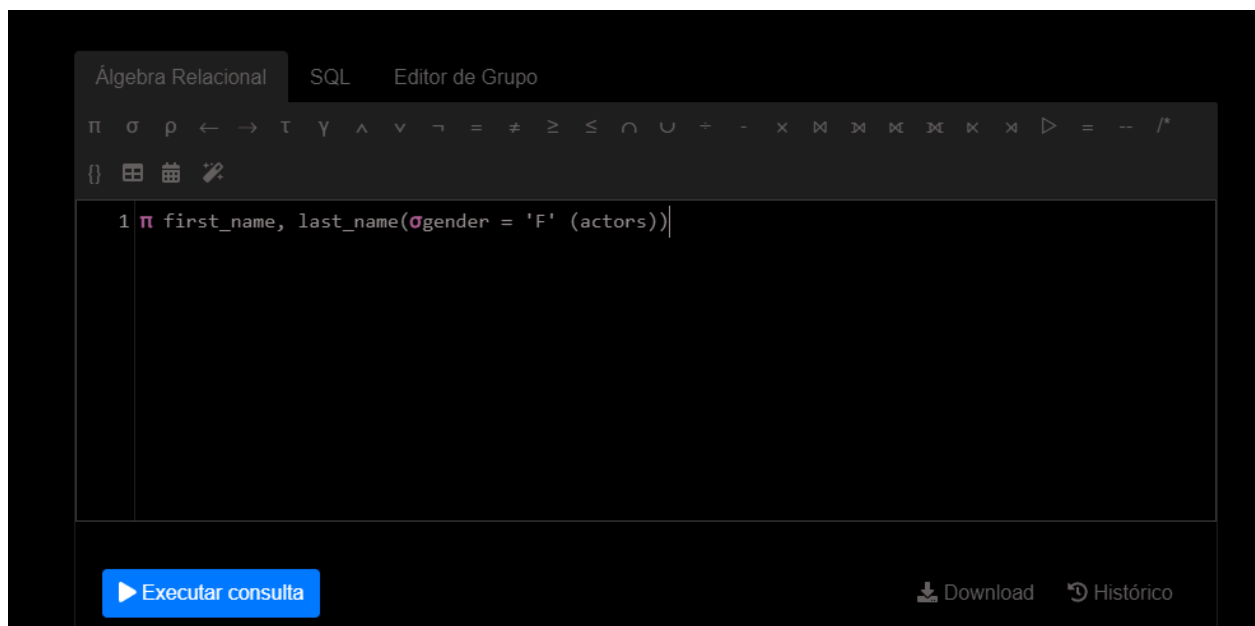 Álgebra Relacional SQL Editor de Grupo
π σ ρ ← → τ γ ∧ ∨ ¬ = ≠ ≥ ≤ ∩ ∪ ÷ - × ⨝ ⟕ ⟖ ⟗ ⋉ ⋊ ▷ = -- /*
{}
1 π first_name, last_name(σgender = 'F' (actors))
Executar consulta Download Histórico